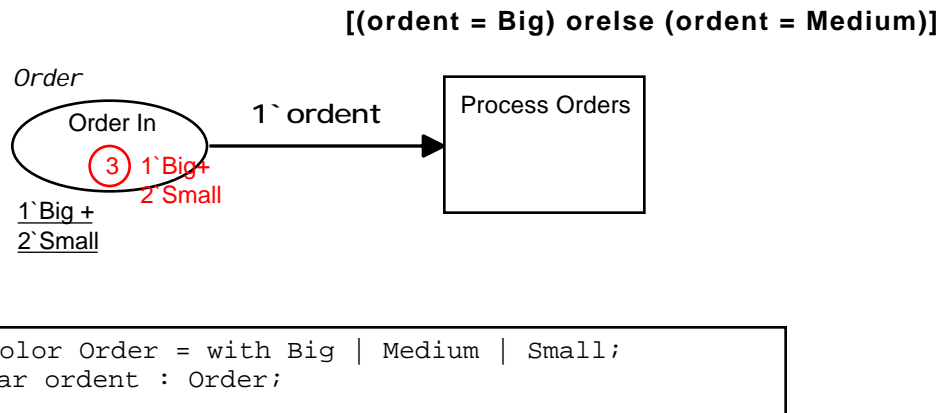 [(ordent = Big) orelse (ordent = Medium)]
Order
Order In
1`ordent
Process Orders
3
1`Big+
2`Small
1`Big +
2`Small
olor Order = with Big | Medium | Small;
ar ordent : Order;